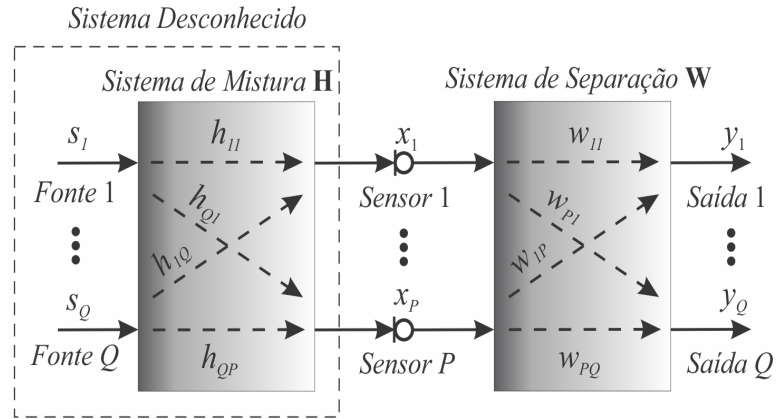 Sistema Desconhecido
Sistema de Mistura H
Sistema de Separação W
s1
h11
x1
w11
y1
Fonte 1
hQ1
Sensor 1
wP1
Saída 1
h1Q
w1P
sQ
xP
yQ
Fonte Q
hQP
Sensor P
wPQ
Saída Q